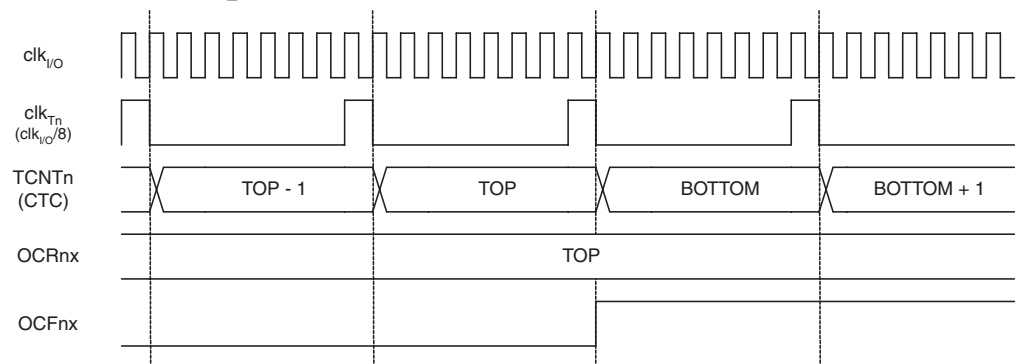 clkI/O
clkTn
(clkI/O/8)
TCNTn
(CTC)
TOP - 1
TOP
BOTTOM
BOTTOM + 1
OCRnx
TOP
OCFnx